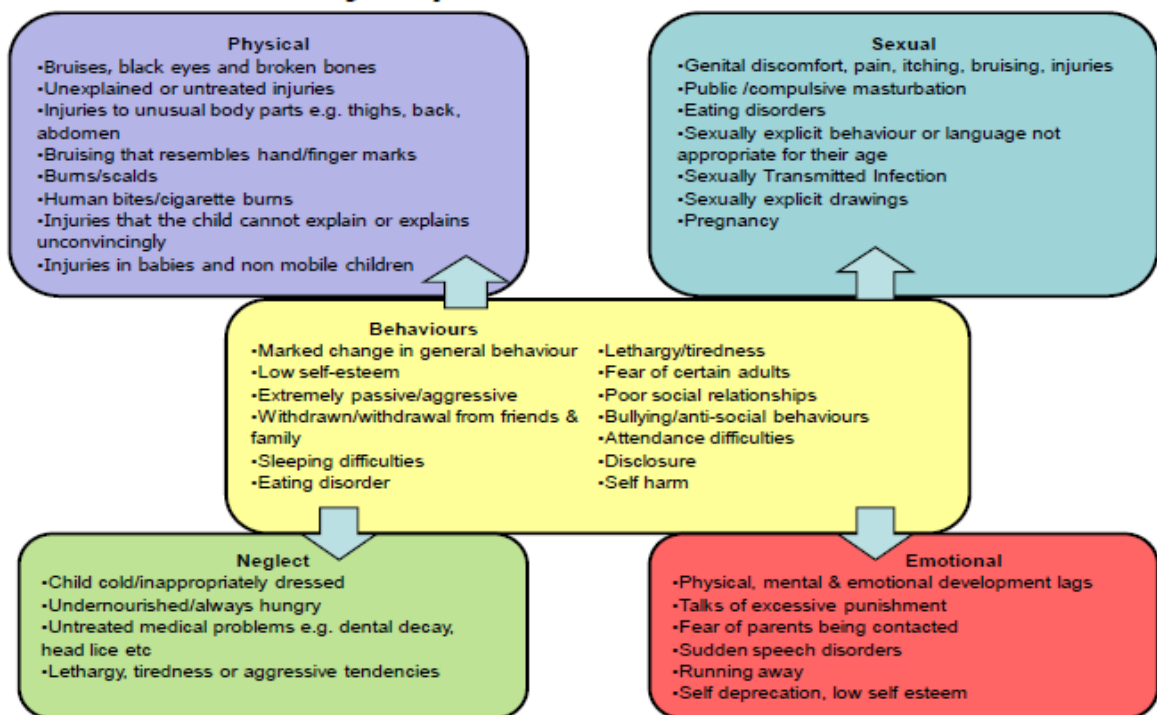 Physical
•Bruises, black eyes and broken bones
•Unexplained or untreated injuries
•Injuries to unusual body parts e.g. thighs, back,
abdomen
•Bruising that resembles hand/finger marks
•Burns/scalds
•Human bites/cigarette burns
•Injuries that the child cannot explain or explains
unconvincingly
•Injuries in babies and non mobile children
Sexual
•Genital discomfort, pain, itching, bruising, injuries
•Public /compulsive masturbation
•Eating disorders
•Sexually explicit behaviour or language not
appropriate for their age
•Sexually Transmitted Infection
•Sexually explicit drawings
•Pregnancy
Behaviours
•Marked change in general behaviour
•Low self-esteem
•Extremely passive/aggressive
•Withdrawn/withdrawal from friends &
family
•Sleeping difficulties
•Eating disorder
•Lethargy/tiredness
•Fear of certain adults
•Poor social relationships
•Bullying/anti-social behaviours
•Attendance difficulties
•Disclosure
•Self harm
Neglect
•Child cold/inappropriately dressed
•Undernourished/always hungry
•Untreated medical problems e.g. dental decay,
head lice etc
•Lethargy, tiredness or aggressive tendencies
Emotional
•Physical, mental & emotional development lags
•Talks of excessive punishment
•Fear of parents being contacted
•Sudden speech disorders
•Running away
•Self deprecation, low self esteem